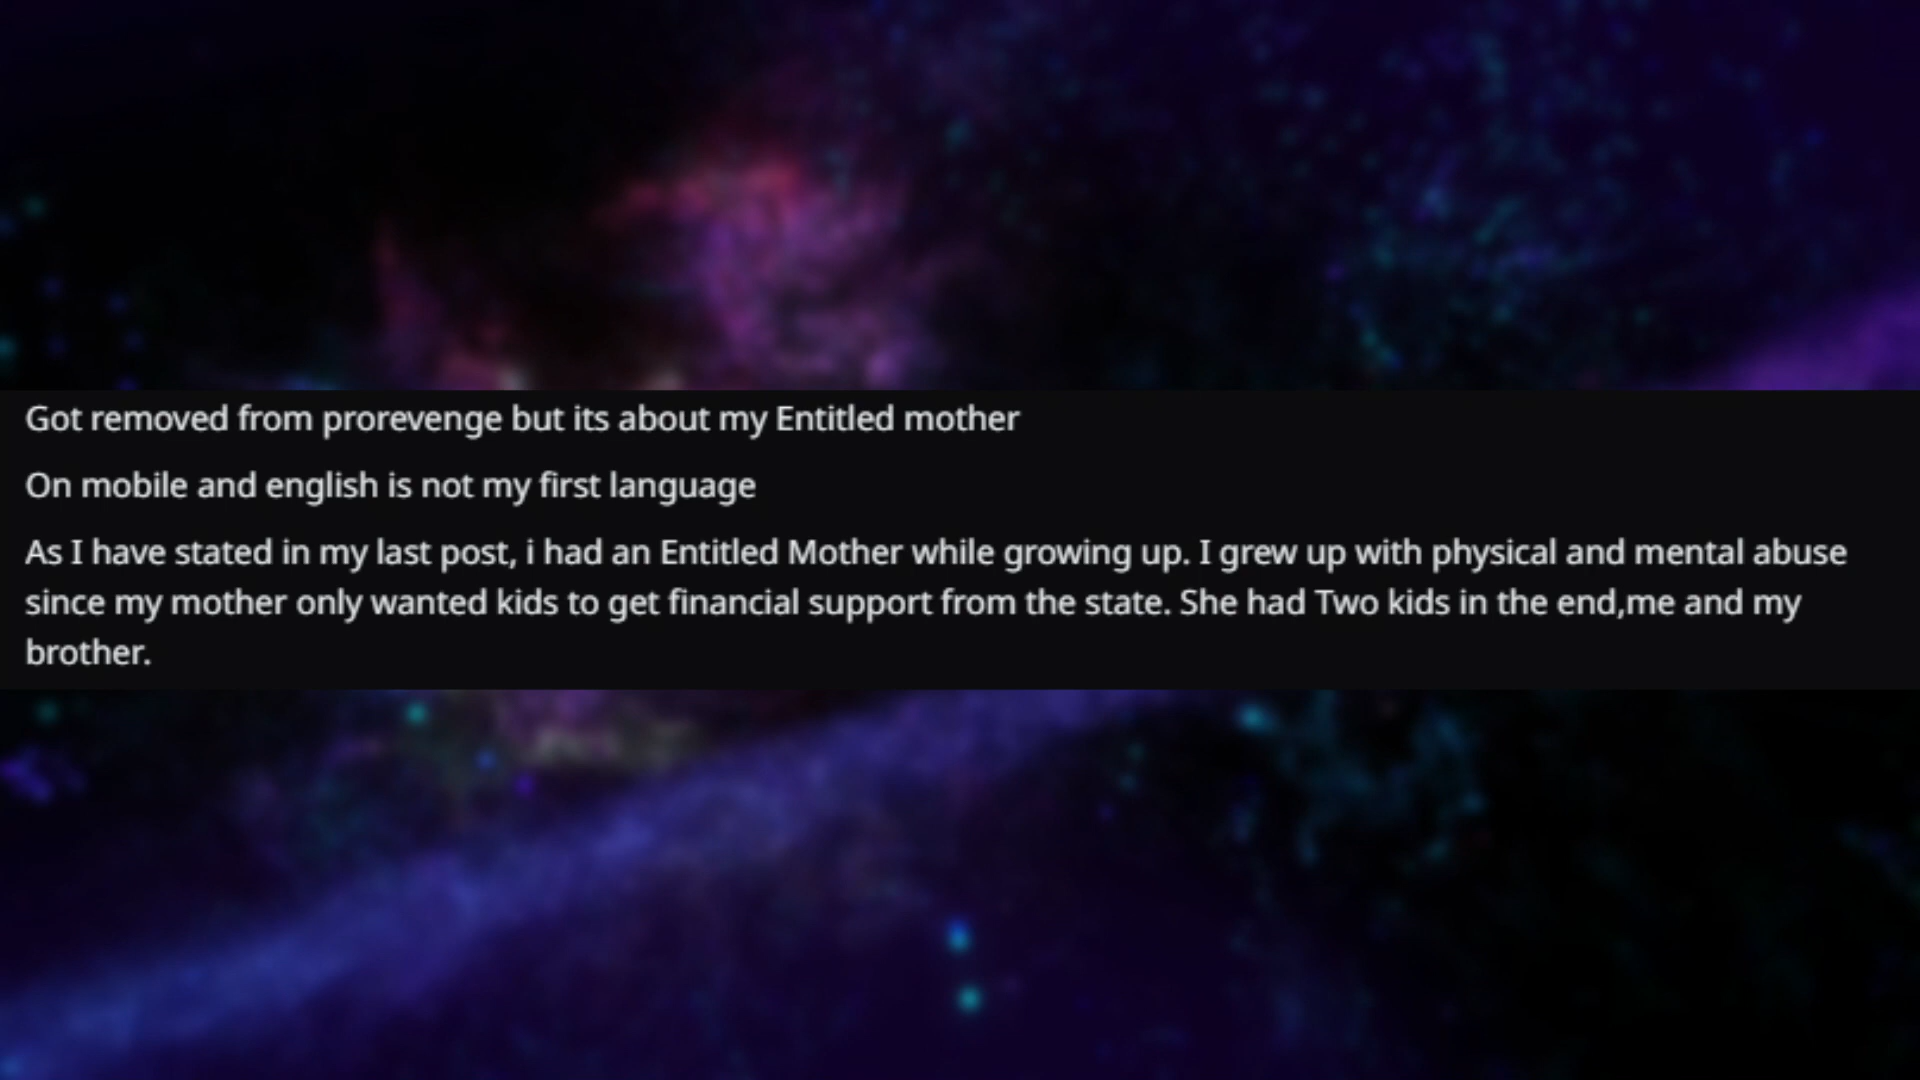 Got removed from prorevenge but its about my Entitled mother
On mobile and english is not my first language
As I have stated in my last post, i had an Entitled Mother while growing up. I grew up with physical and mental abuse
since my mother only wanted kids to get financial support from the state. She had Two kids in the end,me and my
brother.